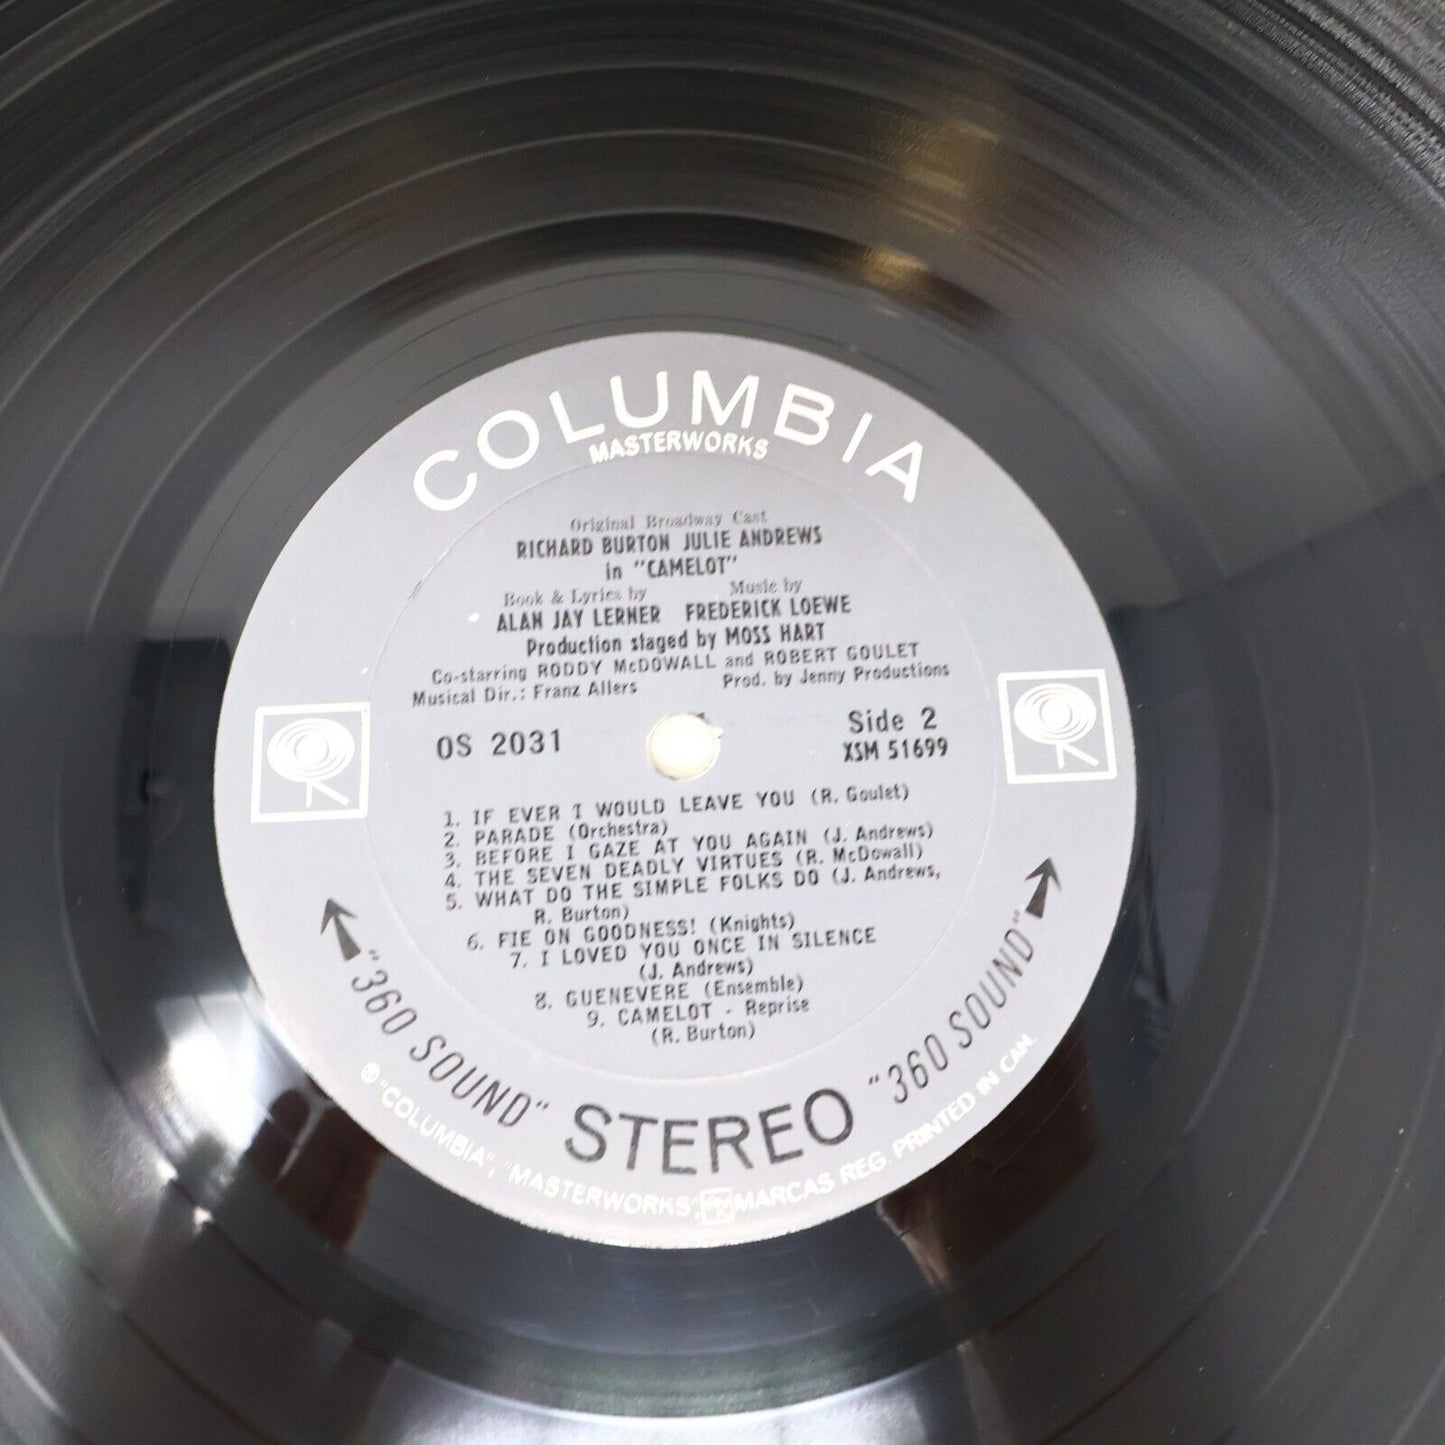 COLUMBIA
MASTERWORKS
Original Broadway Cast
RICHARD BURTON JULIE ANDREWS
in "CAMELOT"
Book & Lyrics by Music by
ALAN JAY LERNER FREDERICK LOEWE
Production staged by MOSS HART
Co-starring RODDY McDOWALL and ROBERT GOULET
Musical Dir.: Franz Allers Prod. by Jenny Productions
OS 2031 Side 2
XSM 51699
1. IF EVER I WOULD LEAVE YOU (R. Goulet)
2. PARADE (Orchestra)
3. BEFORE I GAZE AT YOU AGAIN (J. Andrews)
4. THE SEVEN DEADLY VIRTUES (R. McDowall)
5. WHAT DO THE SIMPLE FOLKS DO (J. Andrews,
R. Burton)
6. FIE ON GOODNESS! (Knights)
7. I LOVED YOU ONCE IN SILENCE
(J. Andrews)
8. GUENEVERE (Ensemble)
9. CAMELOT - Reprise
(R. Burton)
"360 SOUND" STEREO "360 SOUND"
® "COLUMBIA", "MASTERWORKS", MARCAS REG. PRINTED IN CAN.